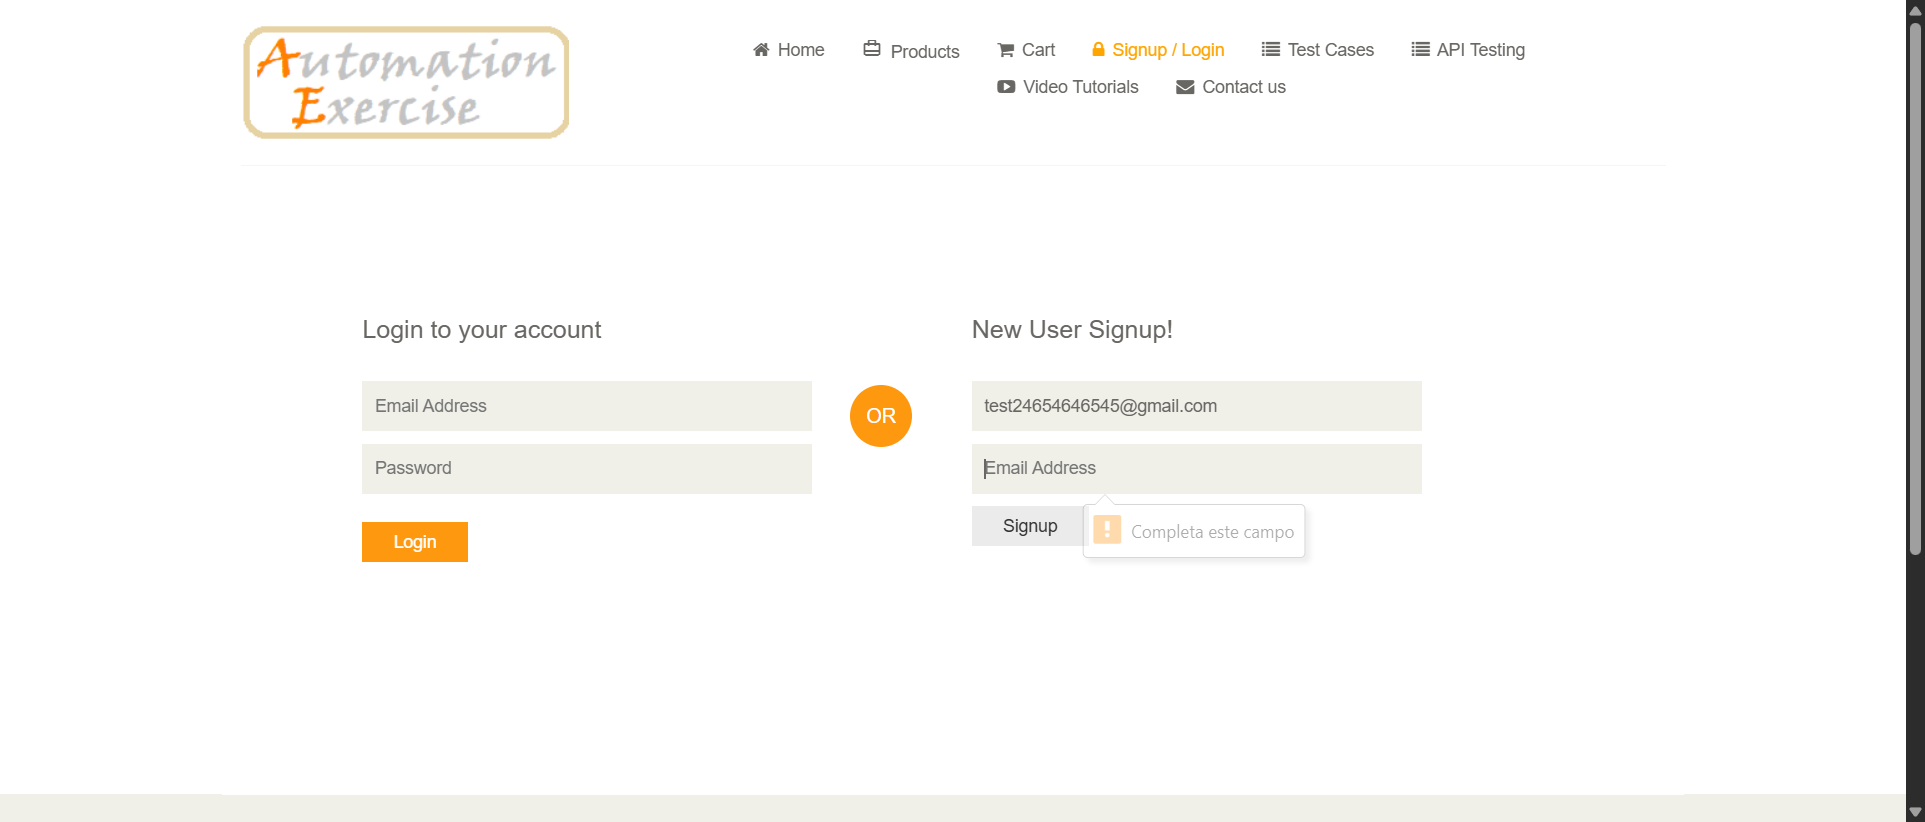 Automation
Exercise
Home
Products
Cart
Signup / Login
Test Cases
API Testing
Video Tutorials
Contact us
Login to your account
Email Address
Password
Login
OR
New User Signup!
test24654646545@gmail.com
Email Address
Signup
Completa este campo